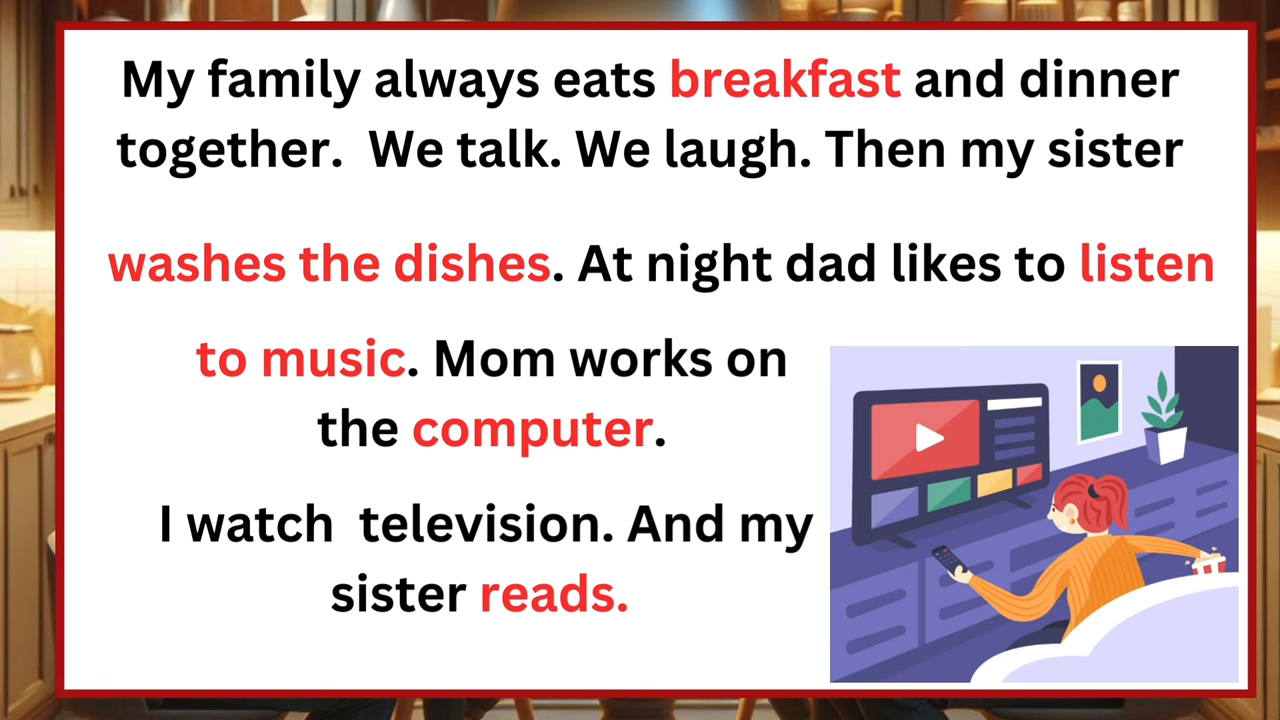 My family always eats breakfast and dinner
together.  We talk. We laugh. Then my sister
washes the dishes. At night dad likes to listen
to music. Mom works on
the computer.
I watch  television. And my
sister reads.